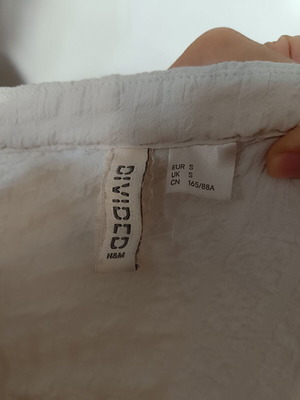 DIVIDED
H&M
EUR S
UK S
CN 165/88A